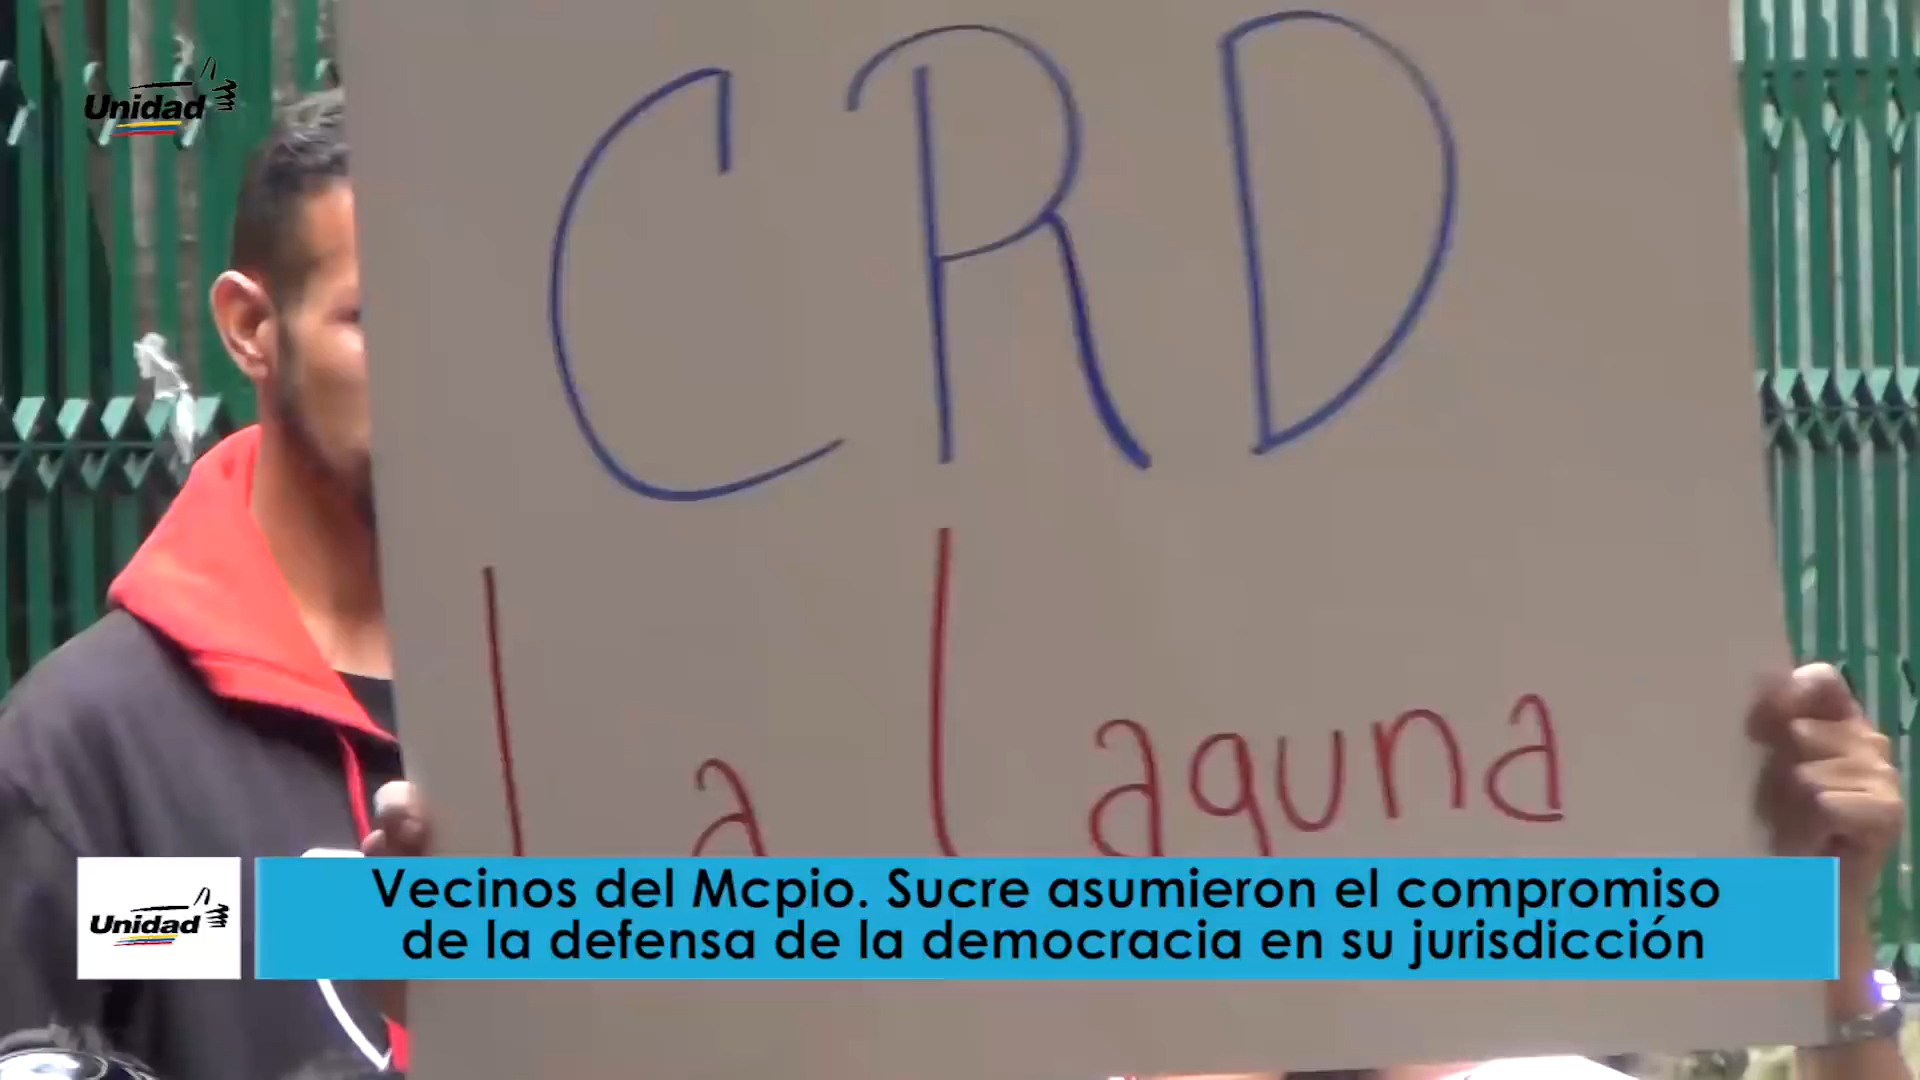 Unidad
CRD
La Laguna
Unidad
Vecinos del Mcpio. Sucre asumieron el compromiso
de la defensa de la democracia en su jurisdicción